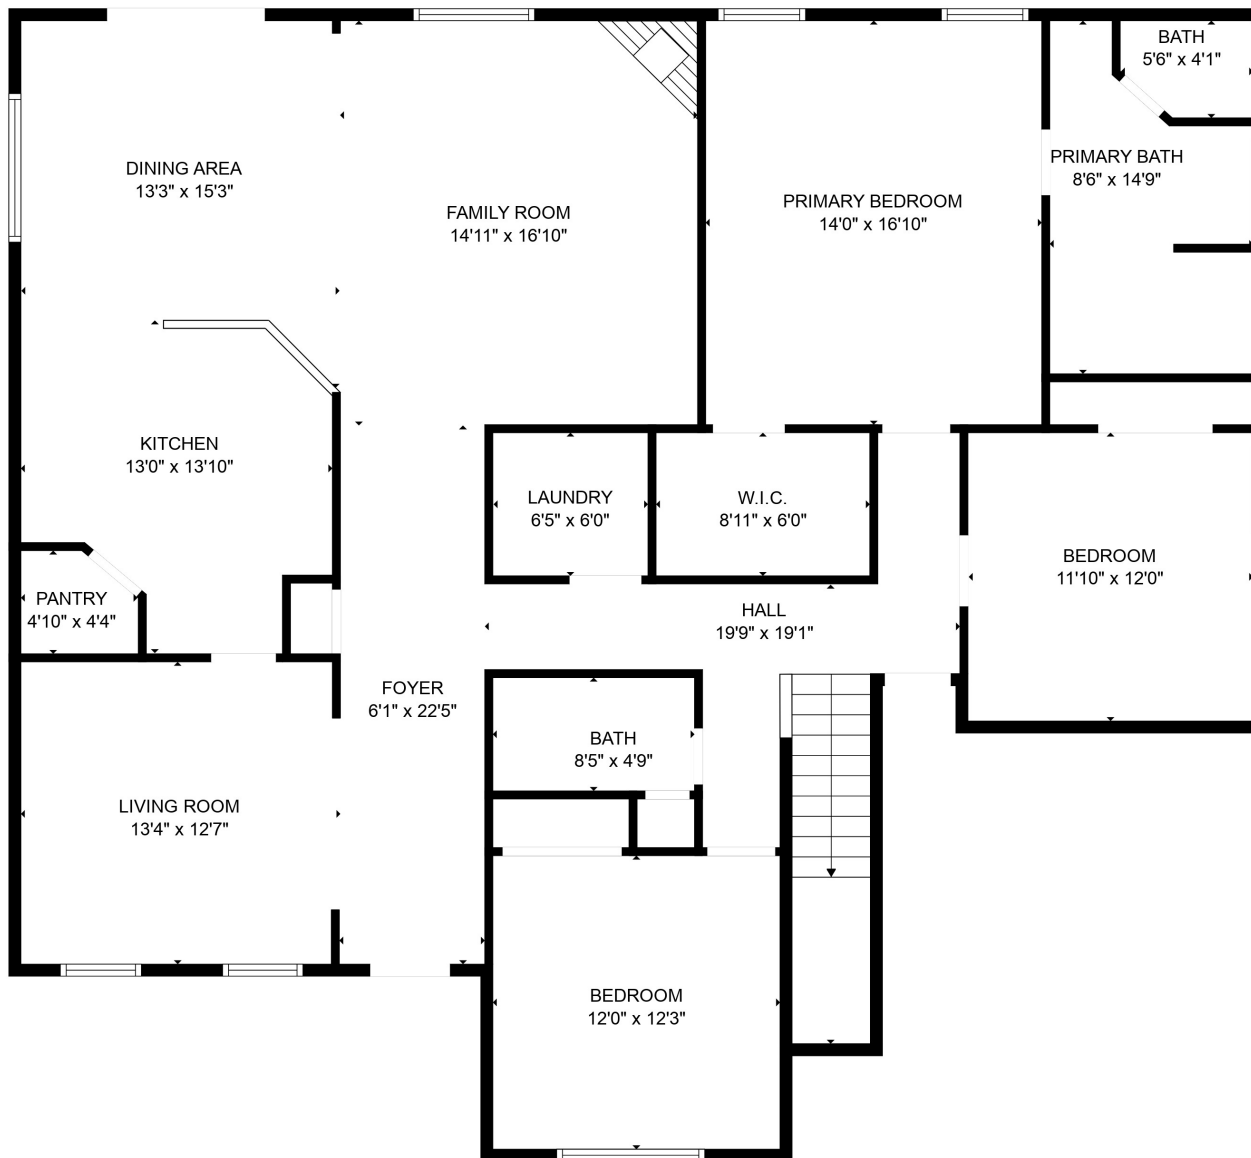 BATH
5'6" x 4'1"
DINING AREA
13'3" x 15'3"
FAMILY ROOM
14'11" x 16'10"
PRIMARY BEDROOM
14'0" x 16'10"
PRIMARY BATH
8'6" x 14'9"
KITCHEN
13'0" x 13'10"
LAUNDRY
6'5" x 6'0"
W.I.C.
8'11" x 6'0"
BEDROOM
11'10" x 12'0"
PANTRY
4'10" x 4'4"
HALL
19'9" x 19'1"
FOYER
6'1" x 22'5"
BATH
8'5" x 4'9"
LIVING ROOM
13'4" x 12'7"
BEDROOM
12'0" x 12'3"